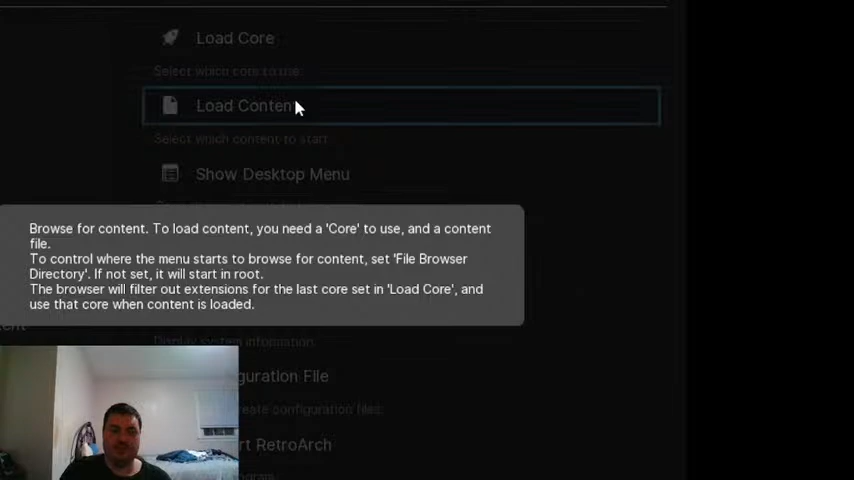 Load Core
Select which core to use.
Load Content
Select which content to start.
Show Desktop Menu
Browse for content. To load content, you need a 'Core' to use, and a content
file.
To control where the menu starts to browse for content, set 'File Browser
Directory'. If not set, it will start in root.
The browser will filter out extensions for the last core set in 'Load Core', and
use that core when content is loaded.
Display system information.
guration File
create configuration files.
rt RetroArch